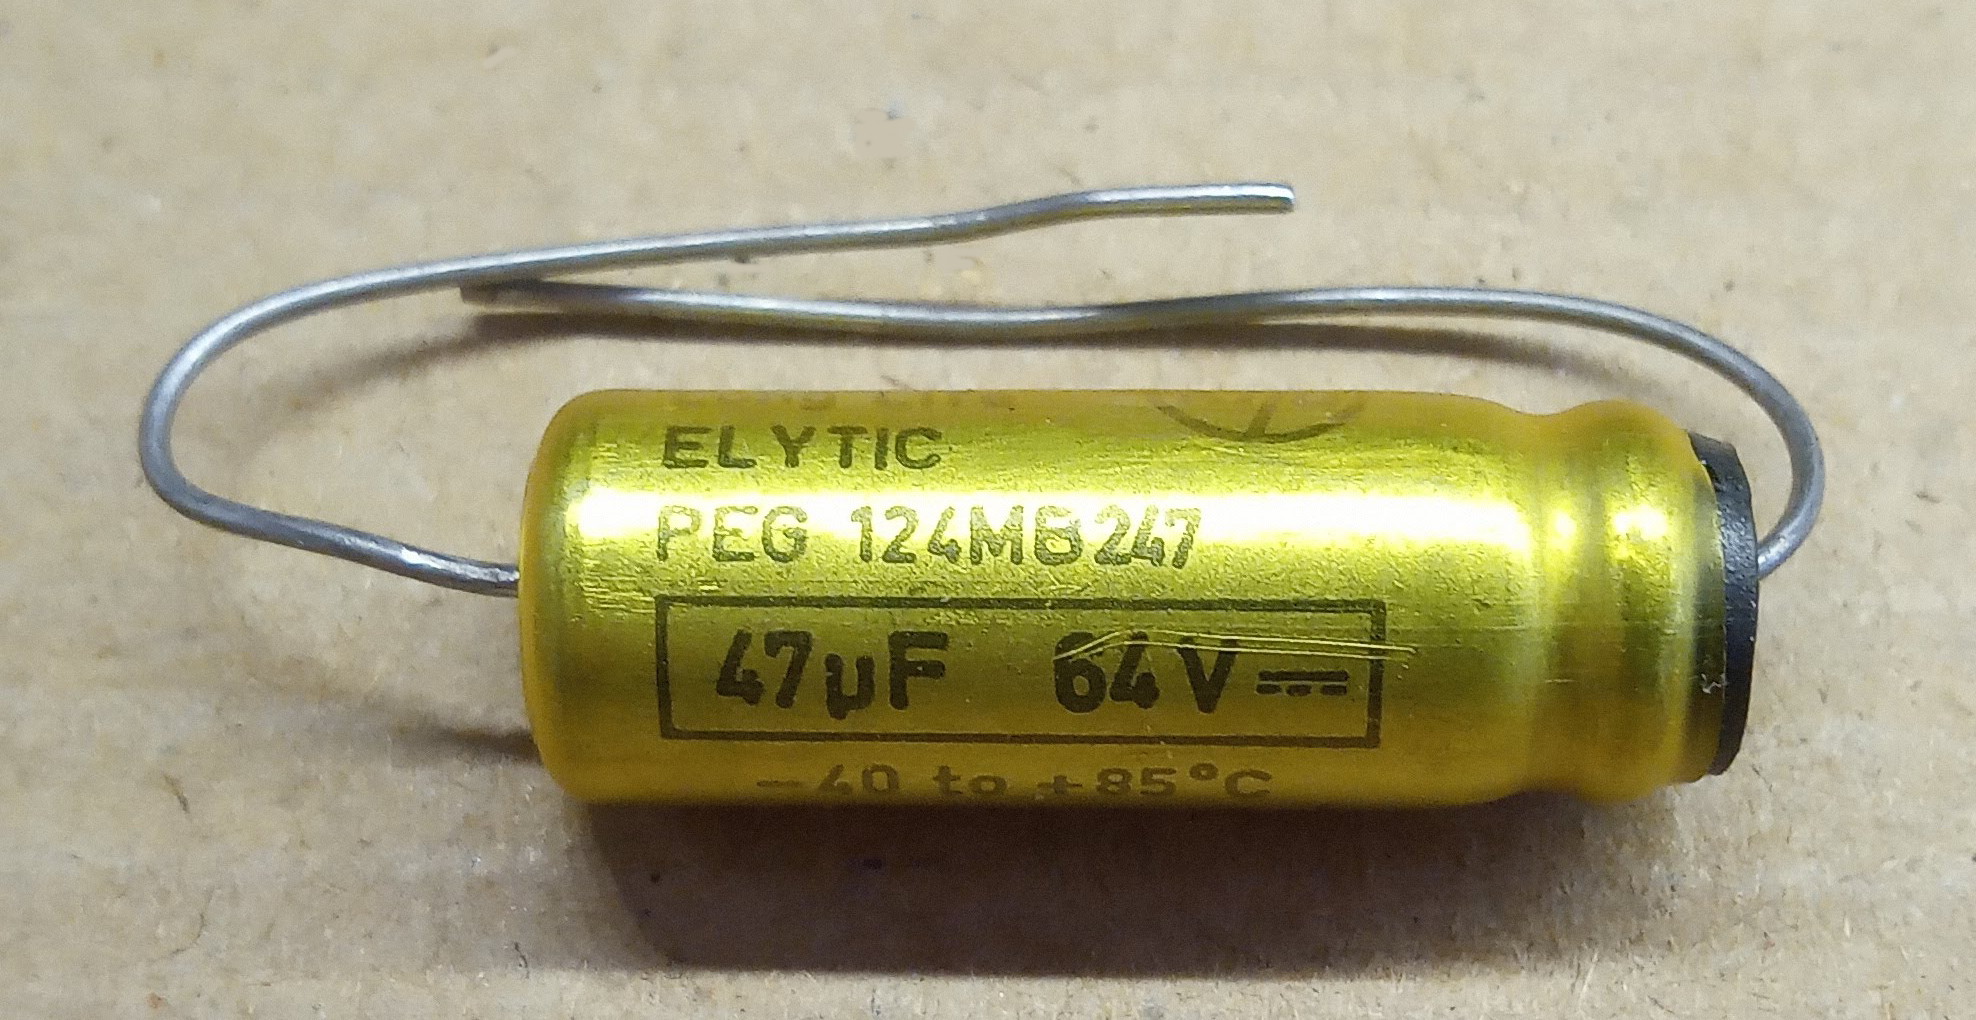 ELYTIC
PEG 124MB247
47µF 64V⎓
-40 to +85°C